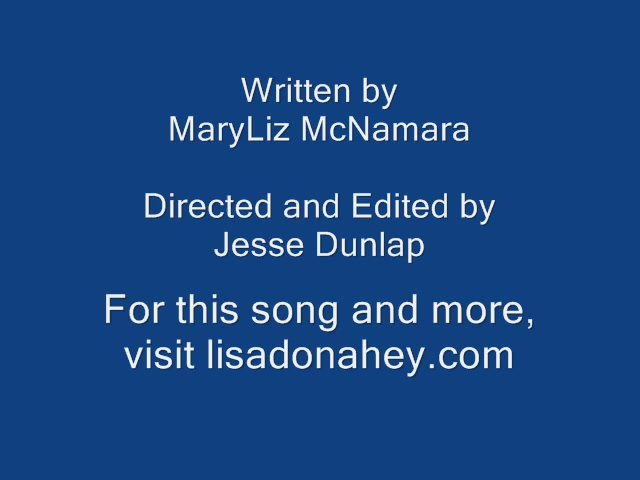 Written by
MaryLiz McNamara
Directed and Edited by
Jesse Dunlap
For this song and more,
visit lisadonahey.com